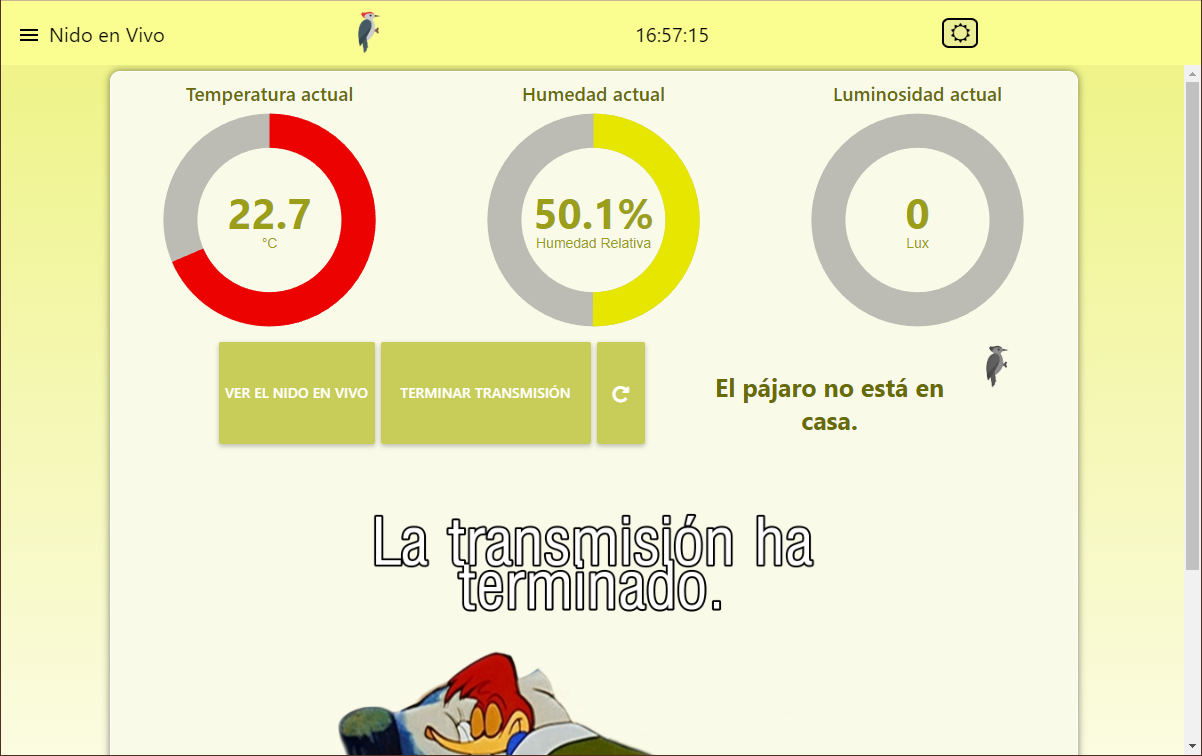 Nido en Vivo
16:57:15
Temperatura actual
Humedad actual
Luminosidad actual
22.7
°C
50.1%
Humedad Relativa
0
Lux
VER EL NIDO EN VIVO
TERMINAR TRANSMISIÓN
El pájaro no está en
casa.
La transmisión ha
terminado.